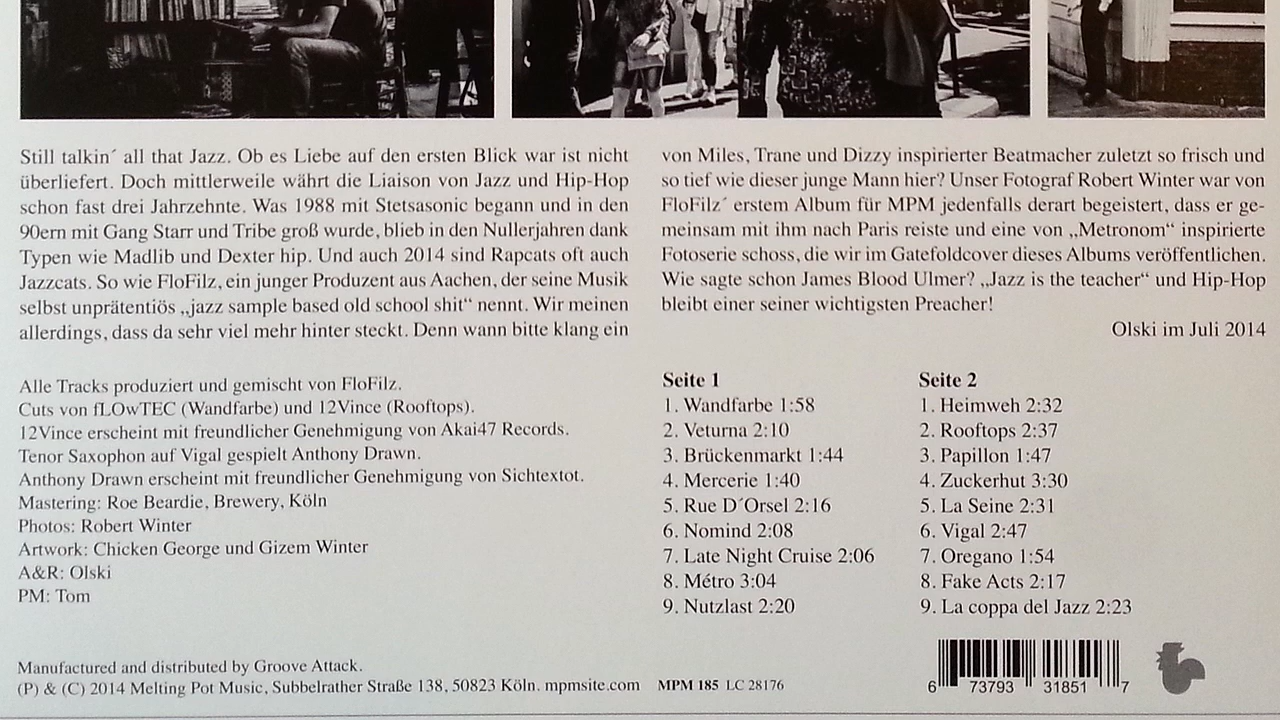 Still talkin´ all that Jazz. Ob es Liebe auf den ersten Blick war ist nicht
überliefert. Doch mittlerweile währt die Liaison von Jazz und Hip-Hop
schon fast drei Jahrzehnte. Was 1988 mit Stetsasonic begann und in den
90ern mit Gang Starr und Tribe groß wurde, blieb in den Nullerjahren dank
Typen wie Madlib und Dexter hip. Und auch 2014 sind Rapcats oft auch
Jazzcats. So wie FloFilz, ein junger Produzent aus Aachen, der seine Musik
selbst unprätentiös „jazz sample based old school shit“ nennt. Wir meinen
allerdings, dass da sehr viel mehr hinter steckt. Denn wann bitte klang ein
von Miles, Trane und Dizzy inspirierter Beatmacher zuletzt so frisch und
so tief wie dieser junge Mann hier? Unser Fotograf Robert Winter war von
FloFilz´ erstem Album für MPM jedenfalls derart begeistert, dass er ge-
meinsam mit ihm nach Paris reiste und eine von „Metronom“ inspirierte
Fotoserie schoss, die wir im Gatefoldcover dieses Albums veröffentlichen.
Wie sagte schon James Blood Ulmer? „Jazz is the teacher“ und Hip-Hop
bleibt einer seiner wichtigsten Preacher!
Olski im Juli 2014
Alle Tracks produziert und gemischt von FloFilz.
Cuts von fLOwTEC (Wandfarbe) und 12Vince (Rooftops).
12Vince erscheint mit freundlicher Genehmigung von Akai47 Records.
Tenor Saxophon auf Vigal gespielt Anthony Drawn.
Anthony Drawn erscheint mit freundlicher Genehmigung von Sichtextot.
Mastering: Roe Beardie, Brewery, Köln
Photos: Robert Winter
Artwork: Chicken George und Gizem Winter
A&R: Olski
PM: Tom
Seite 1
1. Wandfarbe 1:58
2. Veturna 2:10
3. Brückenmarkt 1:44
4. Mercerie 1:40
5. Rue D´Orsel 2:16
6. Nomind 2:08
7. Late Night Cruise 2:06
8. Métro 3:04
9. Nutzlast 2:20
Seite 2
1. Heimweh 2:32
2. Rooftops 2:37
3. Papillon 1:47
4. Zuckerhut 3:30
5. La Seine 2:31
6. Vigal 2:47
7. Oregano 1:54
8. Fake Acts 2:17
9. La coppa del Jazz 2:23
Manufactured and distributed by Groove Attack.
(P) & (C) 2014 Melting Pot Music, Subbelrather Straße 138, 50823 Köln. mpmsite.com MPM 185 LC 28176
6 73793 31851 7